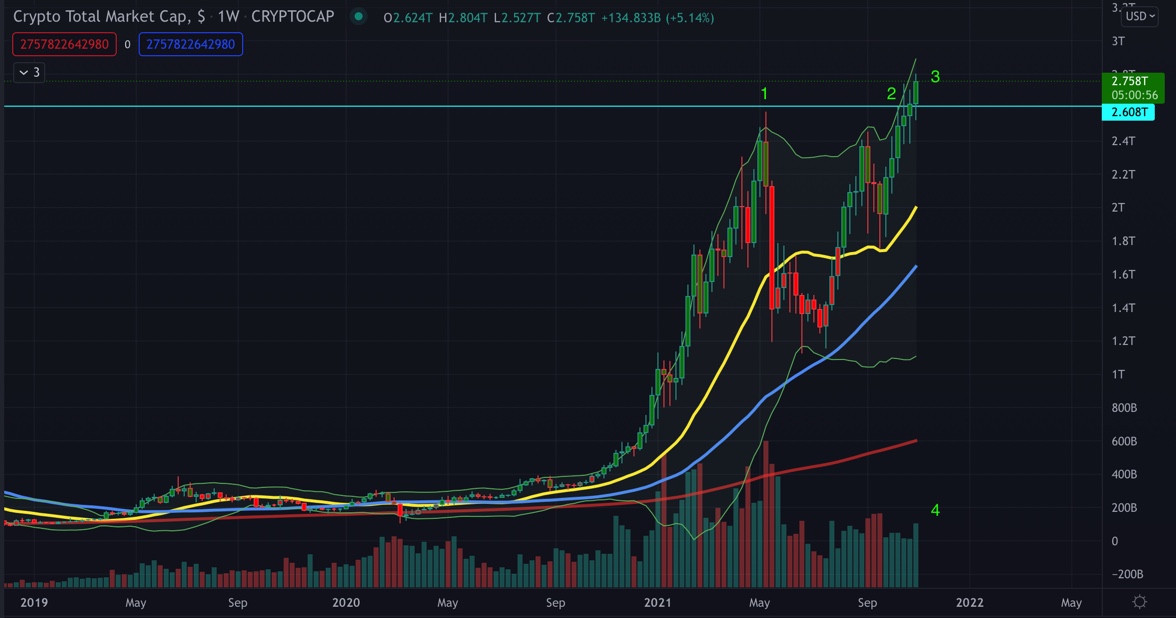 Crypto Total Market Cap, $ · 1W · CRYPTOCAP O2.624T H2.804T L2.527T C2.758T +134.833B (+5.14%)
USD
2757822642980 0 2757822642980
3
3T
1
2
3
2.758T
05:00:56
2.608T
2.4T
2.2T
2T
1.8T
1.6T
1.4T
1.2T
1T
800B
600B
400B
200B
4
0
−200B
2019 May Sep 2020 May Sep 2021 May Sep 2022 May